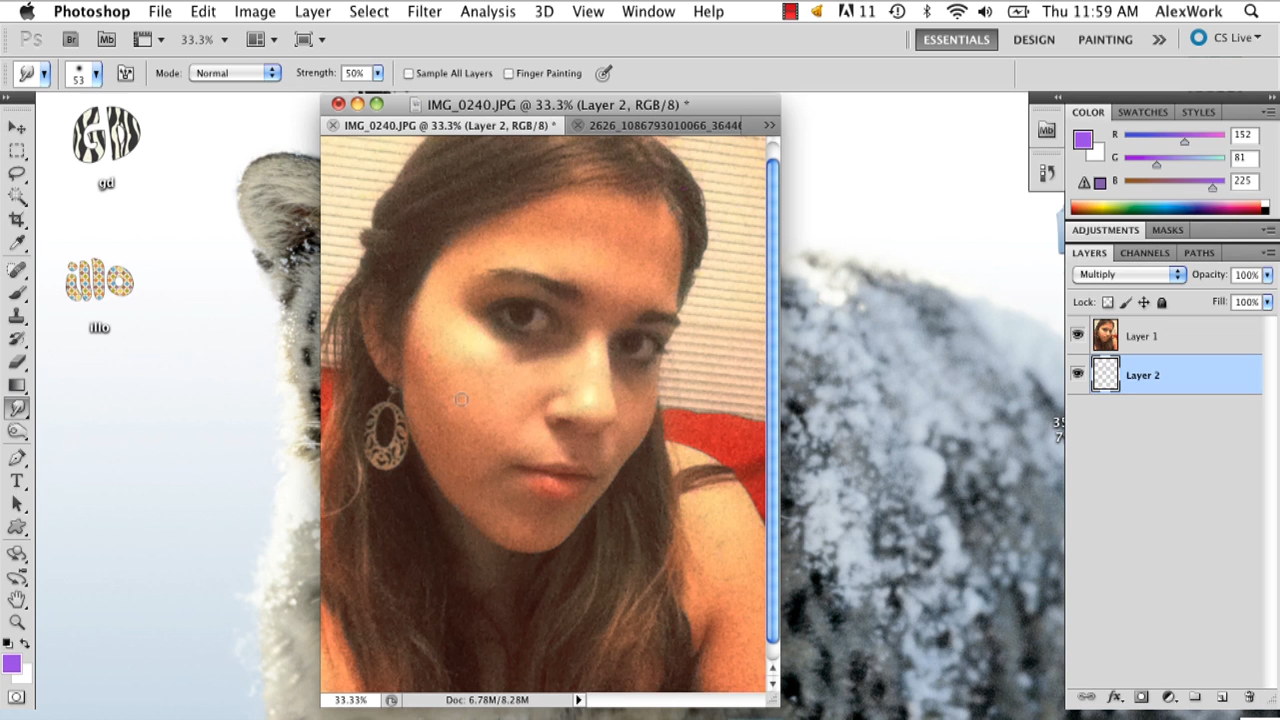 Photoshop File Edit Image Layer Select Filter Analysis 3D View Window Help 11 Thu 11:59 AM AlexWork
Ps Br Mb 33.3% ESSENTIALS DESIGN PAINTING CS Live
53 Mode: Normal Strength: 50% Sample All Layers Finger Painting
IMG_0240.JPG @ 33.3% (Layer 2, RGB/8) *
IMG_0240.JPG @ 33.3% (Layer 2, RGB/8) * 2626_1086793010066_36446
gd
illo
illo
33.33% Doc: 6.78M/8.28M
Mb
COLOR SWATCHES STYLES
R 152
G 81
B 225
ADJUSTMENTS MASKS
LAYERS CHANNELS PATHS
Multiply Opacity: 100%
Lock: Fill: 100%
Layer 1
Layer 2